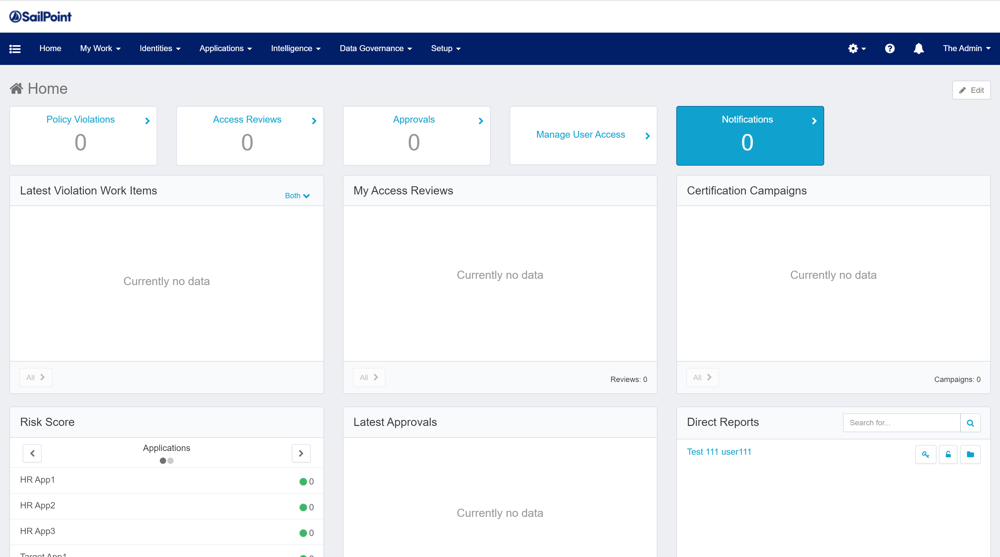 SailPoint
Home My Work Identities Applications Intelligence Data Governance Setup The Admin
Home
Edit
Policy Violations
0
Access Reviews
0
Approvals
0
Manage User Access
Notifications
0
Latest Violation Work Items
Both
Currently no data
All
My Access Reviews
Currently no data
All
Reviews: 0
Certification Campaigns
Currently no data
All
Campaigns: 0
Risk Score
Applications
HR App1 0
HR App2 0
HR App3 0
Target App1
Latest Approvals
Currently no data
Direct Reports
Search for...
Test 111 user111